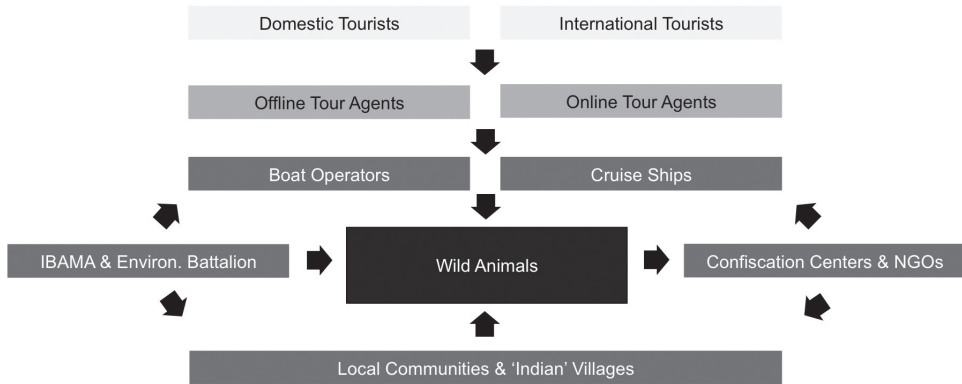 Domestic Tourists
International Tourists
Offline Tour Agents
Online Tour Agents
Boat Operators
Cruise Ships
IBAMA & Environ. Battalion
Wild Animals
Confiscation Centers & NGOs
Local Communities & ‘Indian’ Villages